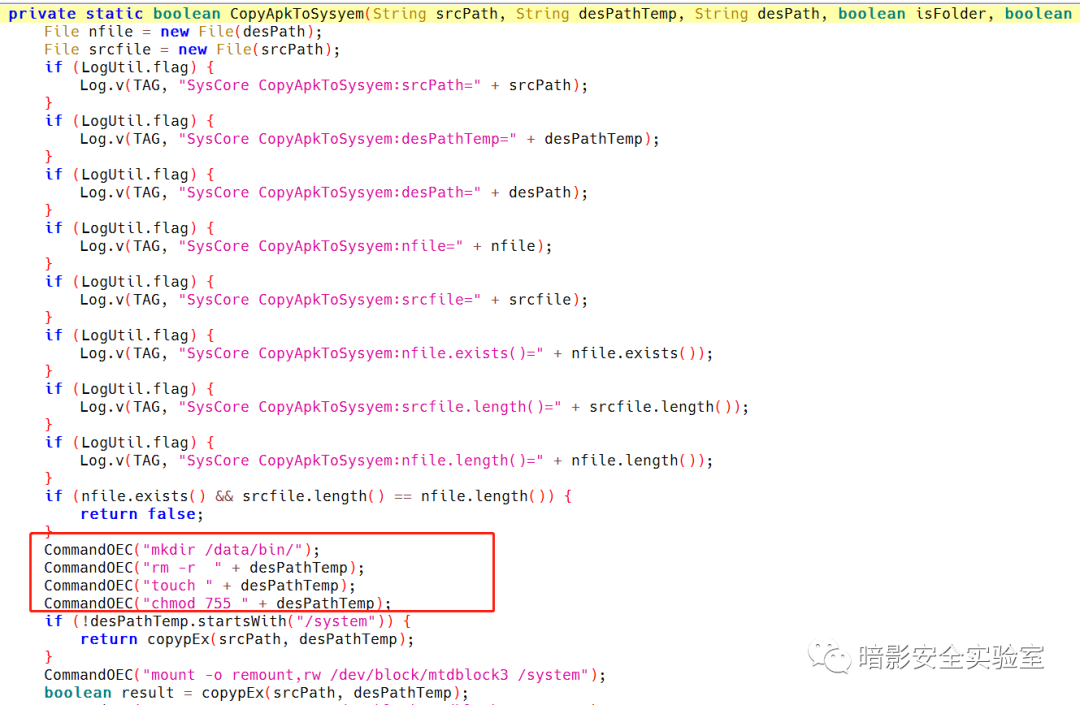 private static boolean CopyApkToSysyem(String srcPath, String desPathTemp, String desPath, boolean isFolder, boolean
File nfile = new File(desPath);
File srcfile = new File(srcPath);
if (LogUtil.flag) {
Log.v(TAG, "SysCore CopyApkToSysyem:srcPath=" + srcPath);
}
if (LogUtil.flag) {
Log.v(TAG, "SysCore CopyApkToSysyem:desPathTemp=" + desPathTemp);
}
if (LogUtil.flag) {
Log.v(TAG, "SysCore CopyApkToSysyem:desPath=" + desPath);
}
if (LogUtil.flag) {
Log.v(TAG, "SysCore CopyApkToSysyem:nfile=" + nfile);
}
if (LogUtil.flag) {
Log.v(TAG, "SysCore CopyApkToSysyem:srcfile=" + srcfile);
}
if (LogUtil.flag) {
Log.v(TAG, "SysCore CopyApkToSysyem:nfile.exists()=" + nfile.exists());
}
if (LogUtil.flag) {
Log.v(TAG, "SysCore CopyApkToSysyem:srcfile.length()=" + srcfile.length());
}
if (LogUtil.flag) {
Log.v(TAG, "SysCore CopyApkToSysyem:nfile.length()=" + nfile.length());
}
if (nfile.exists() && srcfile.length() == nfile.length()) {
return false;
}
CommandOEC("mkdir /data/bin/");
CommandOEC("rm -r  " + desPathTemp);
CommandOEC("touch " + desPathTemp);
CommandOEC("chmod 755 " + desPathTemp);
if (!desPathTemp.startsWith("/system")) {
return copypEx(srcPath, desPathTemp);
}
CommandOEC("mount -o remount,rw /dev/block/mtdblock3 /system");
boolean result = copypEx(srcPath, desPathTemp);
暗影安全实验室